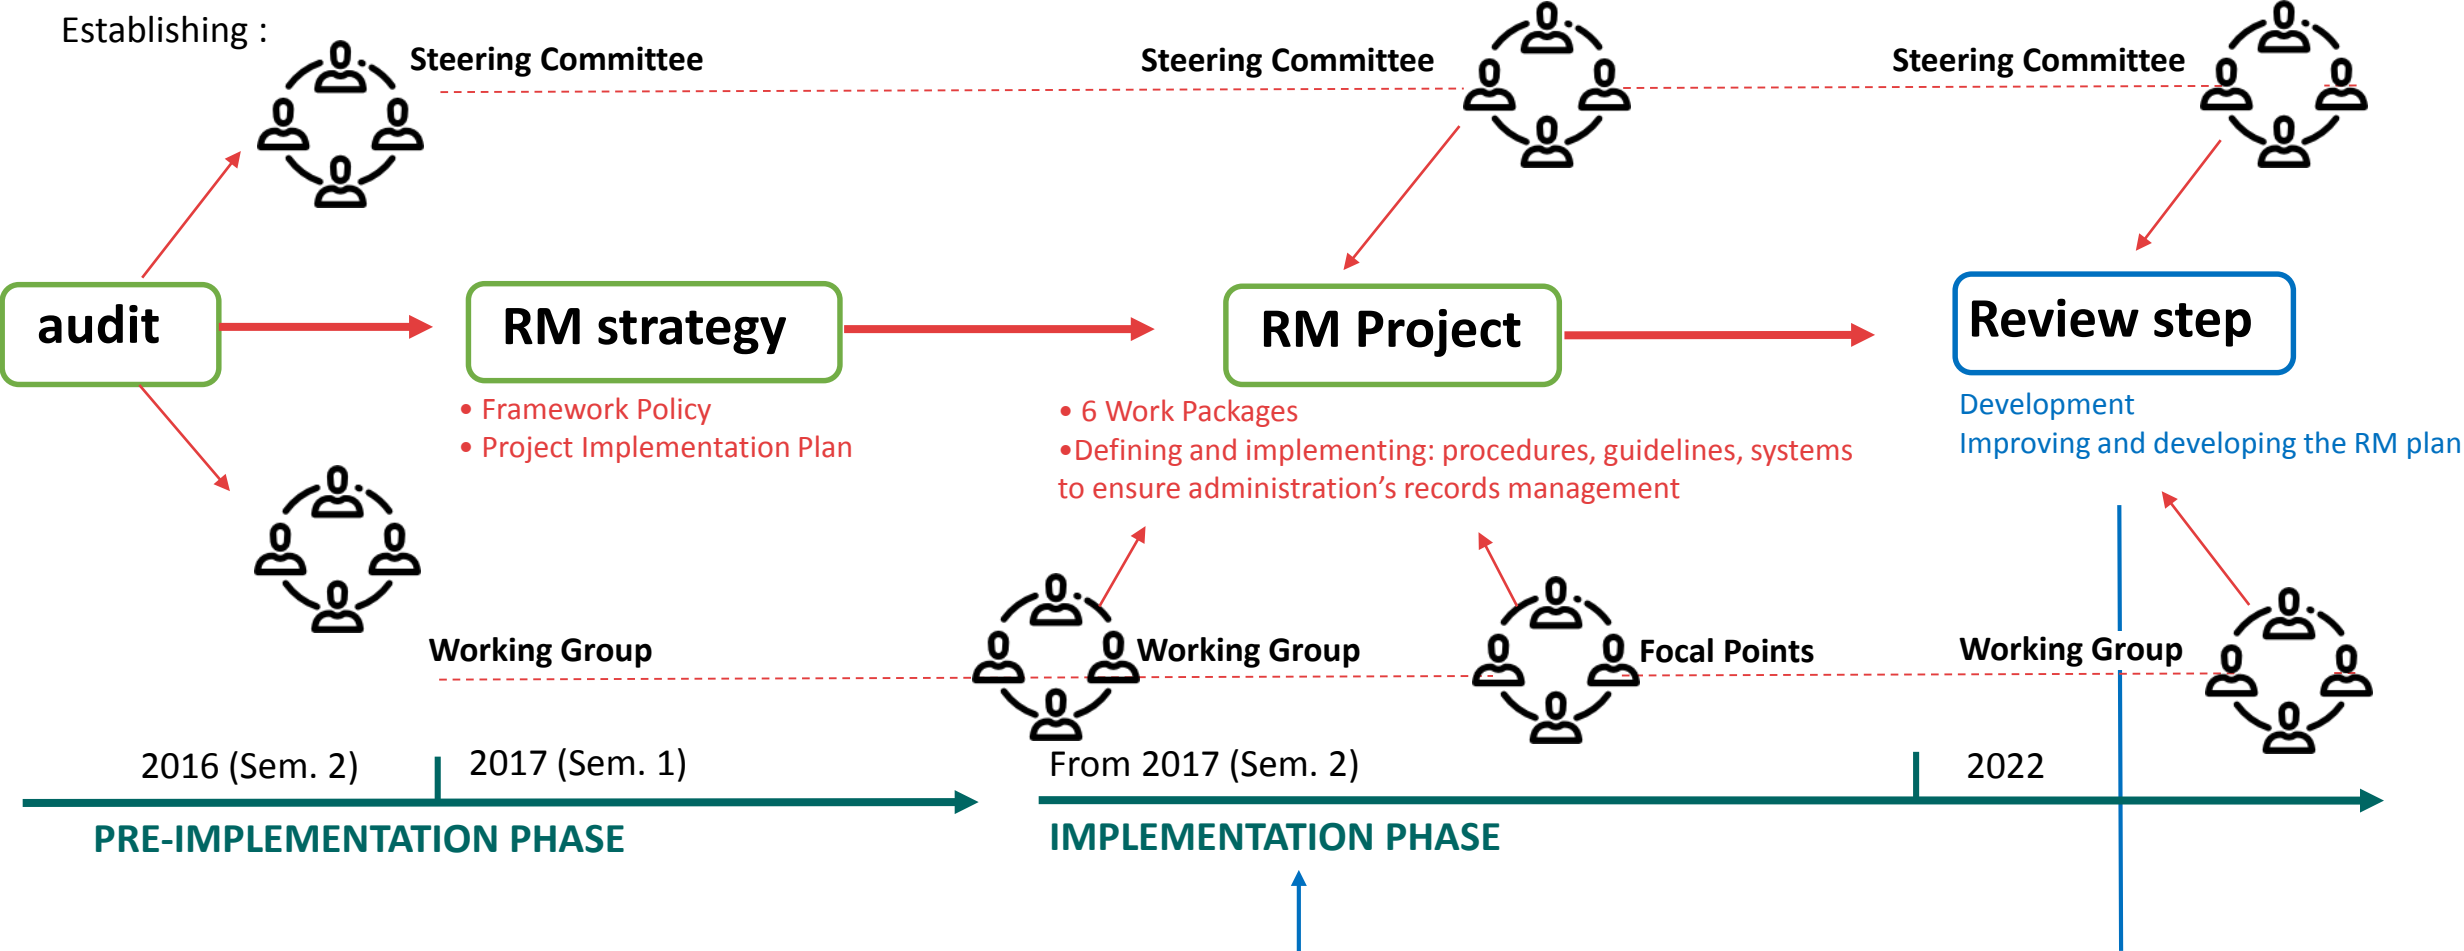 Establishing :
Steering Committee
Steering Committee
Steering Committee
audit
RM strategy
RM Project
Review step
• Framework Policy
• Project Implementation Plan
• 6 Work Packages
•Defining and implementing: procedures, guidelines, systems
to ensure administration’s records management
Development
Improving and developing the RM plan
Working Group
Working Group
Focal Points
Working Group
2016 (Sem. 2)
2017 (Sem. 1)
From 2017 (Sem. 2)
2022
PRE-IMPLEMENTATION PHASE
IMPLEMENTATION PHASE